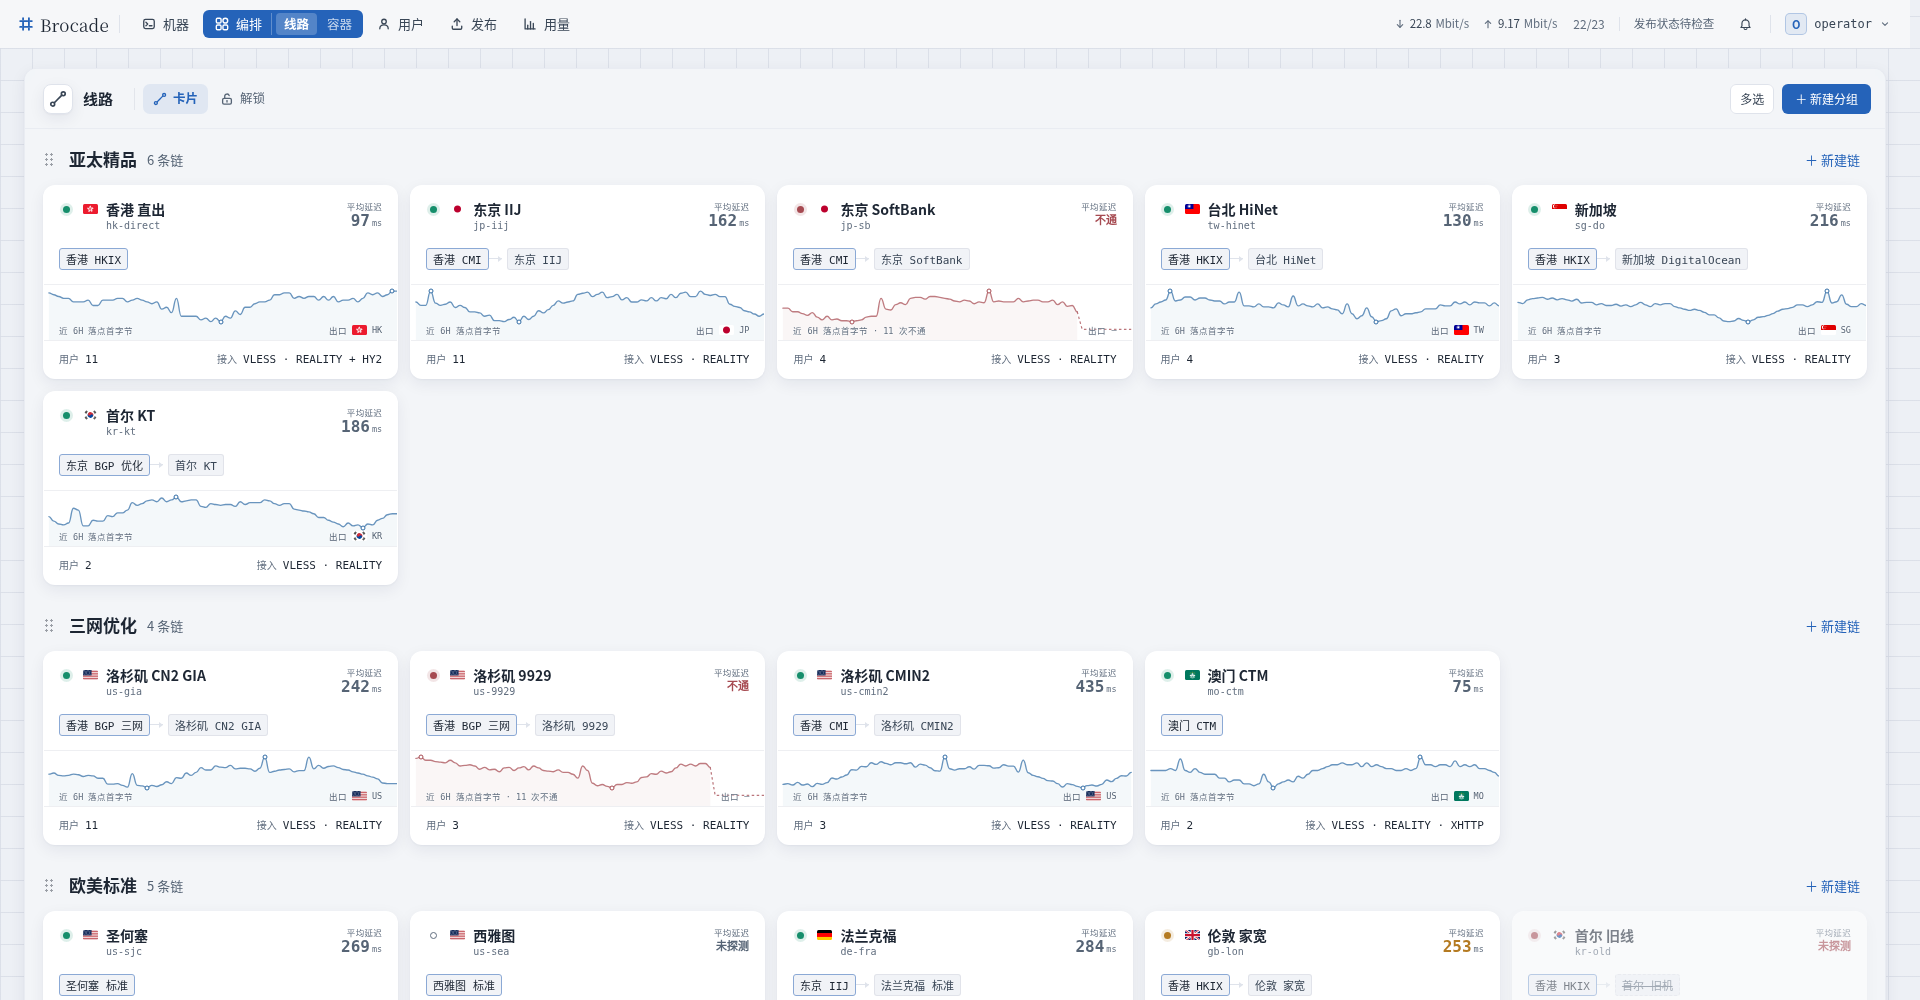 Brocade
机器
编排
线路
容器
用户
发布
用量
22.8 Mbit/s
9.17 Mbit/s
22/23
发布状态待检查
O
operator
线路
卡片
解锁
多选
新建分组
亚太精品 6 条链
新建链
香港 直出
hk-direct
平均延迟
97 ms
香港 HKIX
近 6H 落点首字节
出口 HK
用户 11
接入 VLESS · REALITY + HY2
东京 IIJ
jp-iij
平均延迟
162 ms
香港 CMI
东京 IIJ
近 6H 落点首字节
出口 JP
用户 11
接入 VLESS · REALITY
东京 SoftBank
jp-sb
平均延迟
不通
香港 CMI
东京 SoftBank
近 6H 落点首字节 · 11 次不通
出口
用户 4
接入 VLESS · REALITY
台北 HiNet
tw-hinet
平均延迟
130 ms
香港 HKIX
台北 HiNet
近 6H 落点首字节
出口 TW
用户 4
接入 VLESS · REALITY
新加坡
sg-do
平均延迟
216 ms
香港 HKIX
新加坡 DigitalOcean
近 6H 落点首字节
出口 SG
用户 3
接入 VLESS · REALITY
首尔 KT
kr-kt
平均延迟
186 ms
东京 BGP 优化
首尔 KT
近 6H 落点首字节
出口 KR
用户 2
接入 VLESS · REALITY
三网优化 4 条链
新建链
洛杉矶 CN2 GIA
us-gia
平均延迟
242 ms
香港 BGP 三网
洛杉矶 CN2 GIA
近 6H 落点首字节
出口 US
用户 11
接入 VLESS · REALITY
洛杉矶 9929
us-9929
平均延迟
不通
香港 BGP 三网
洛杉矶 9929
近 6H 落点首字节 · 11 次不通
出口
用户 3
接入 VLESS · REALITY
洛杉矶 CMIN2
us-cmin2
平均延迟
435 ms
香港 CMI
洛杉矶 CMIN2
近 6H 落点首字节
出口 US
用户 3
接入 VLESS · REALITY
澳门 CTM
mo-ctm
平均延迟
75 ms
澳门 CTM
近 6H 落点首字节
出口 MO
用户 2
接入 VLESS · REALITY · XHTTP
欧美标准 5 条链
新建链
圣何塞
us-sjc
平均延迟
269 ms
圣何塞 标准
西雅图
us-sea
平均延迟
未探测
西雅图 标准
法兰克福
de-fra
平均延迟
284 ms
东京 IIJ
法兰克福 标准
伦敦 家宽
gb-lon
平均延迟
253 ms
香港 HKIX
伦敦 家宽
首尔 旧线
kr-old
平均延迟
未探测
香港 HKIX
首尔 旧机